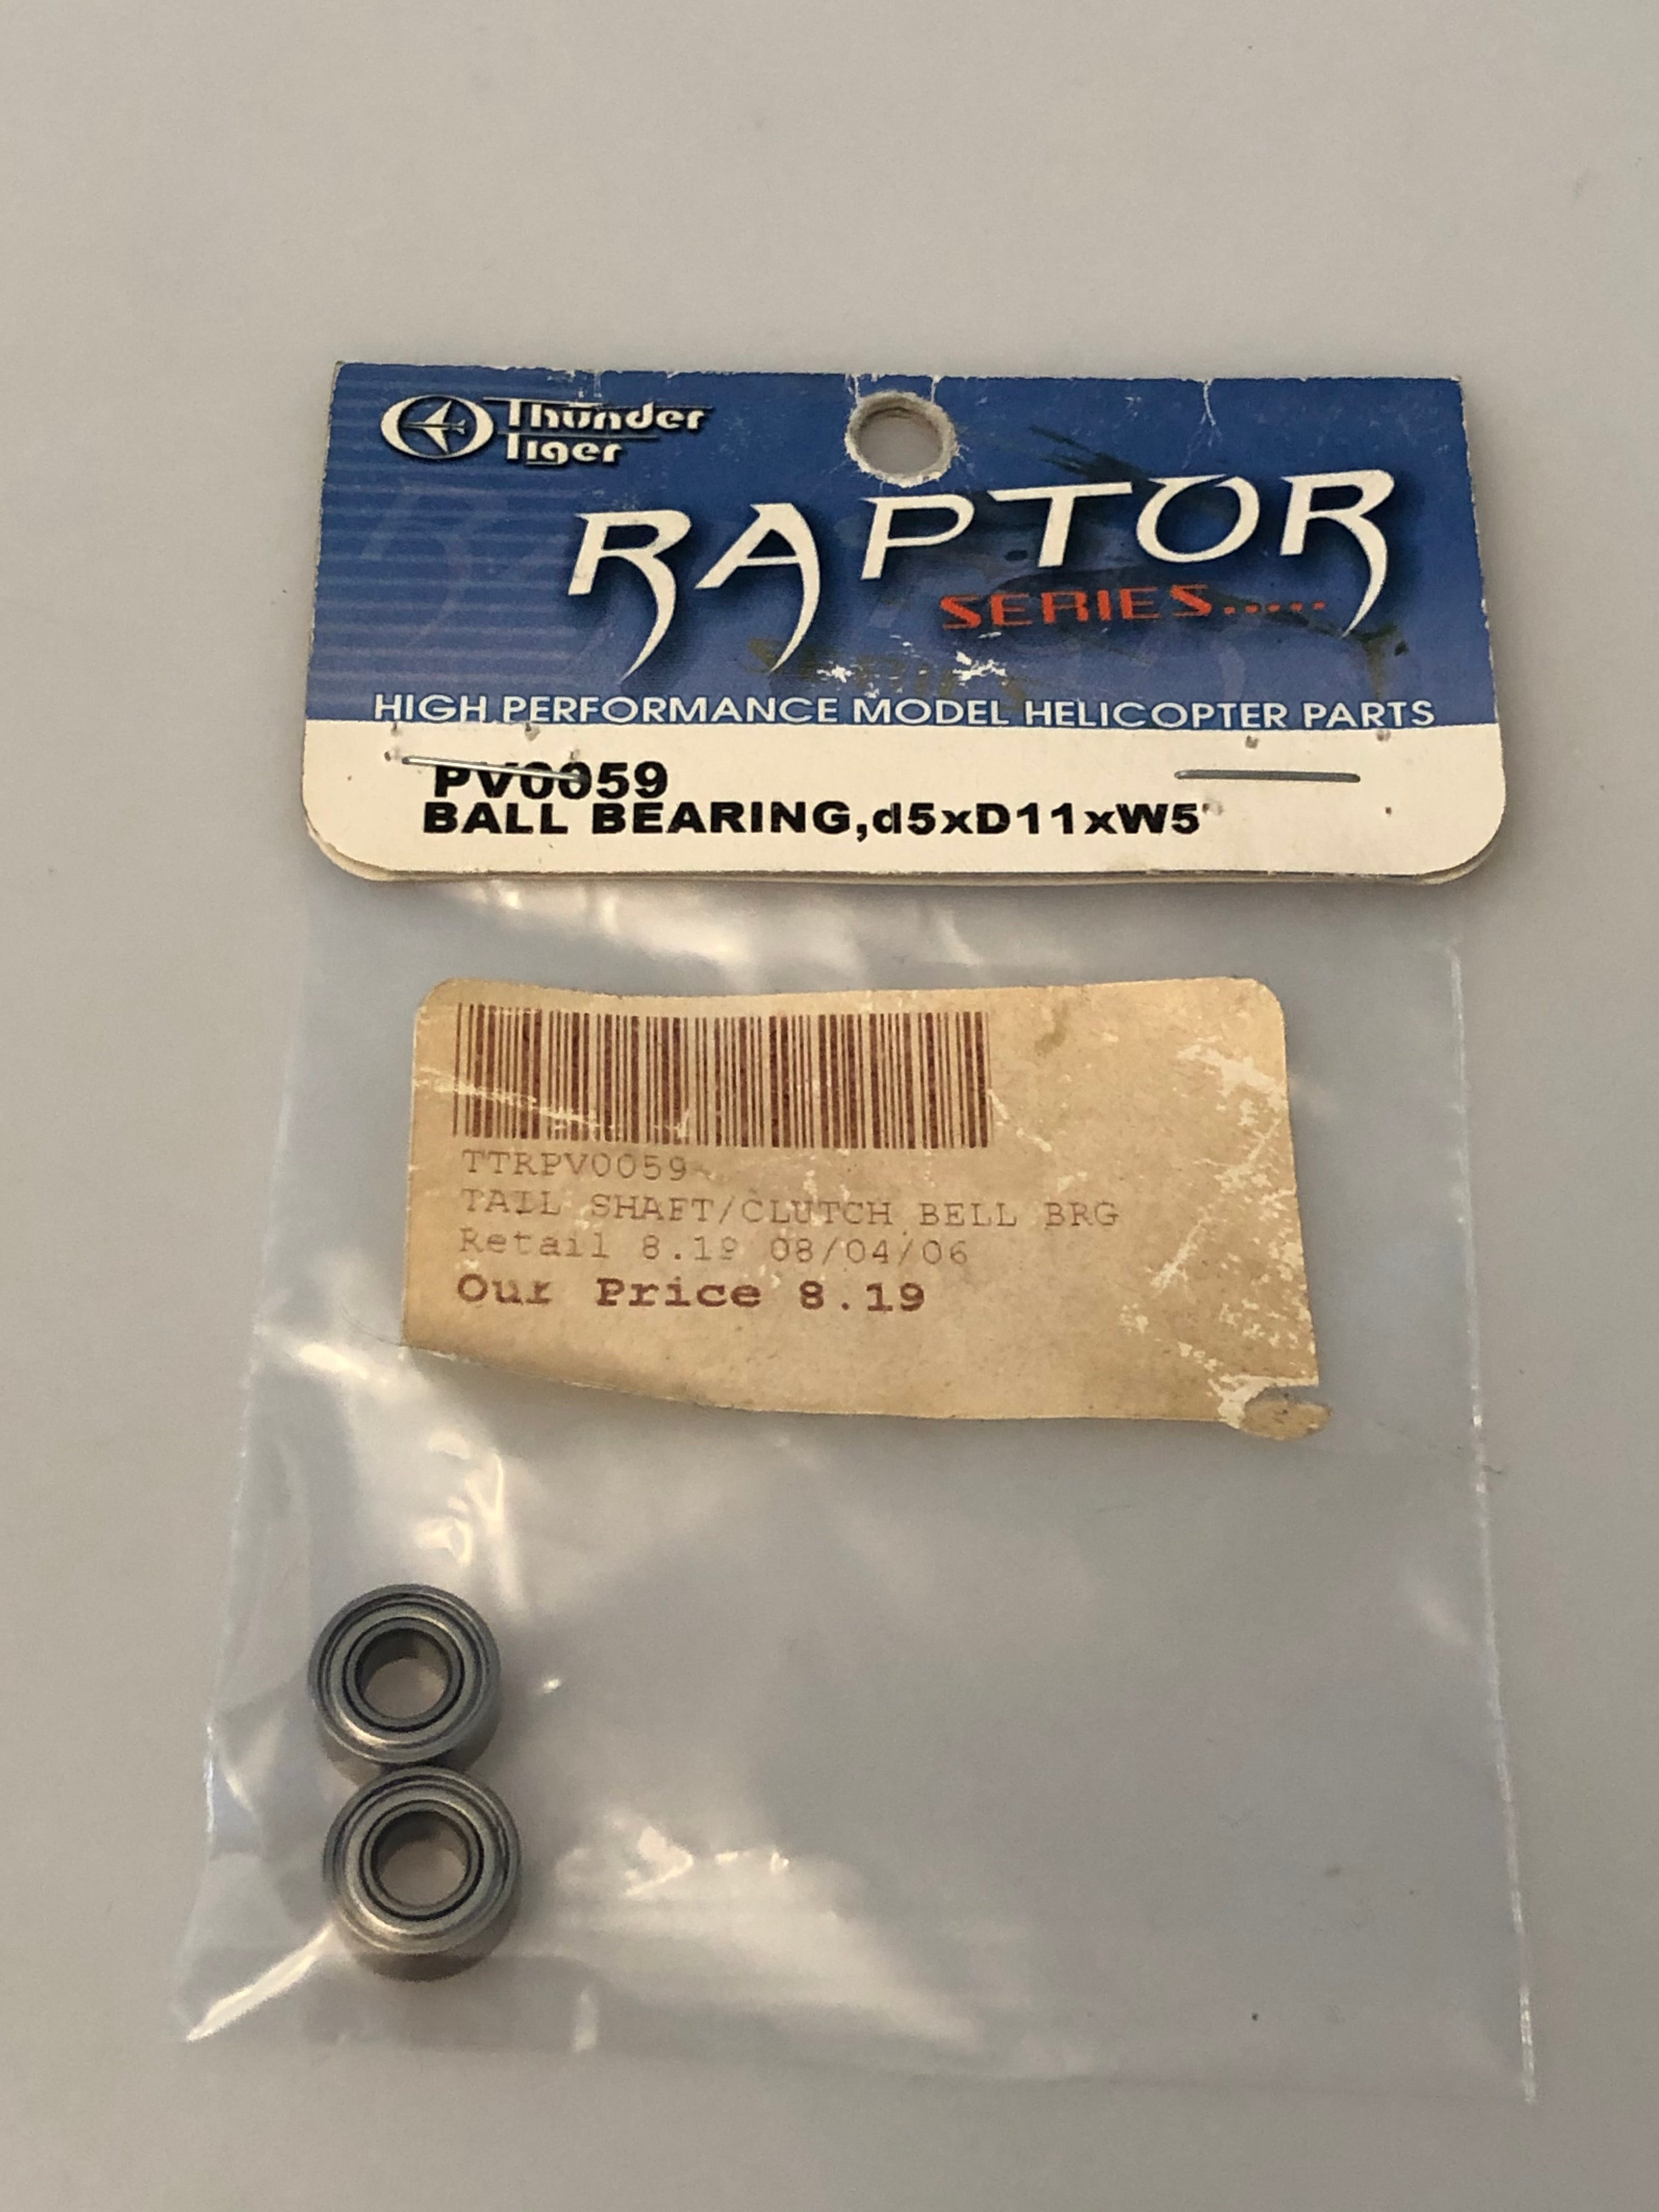 Thunder
Tiger
RAPTOR
SERIES.....
HIGH PERFORMANCE MODEL HELICOPTER PARTS
PV0059
BALL BEARING,d5xD11xW5
TTRPV0059
TAIL SHAFT/CLUTCH BELL BRG
Retail 8.19 08/04/06
Our Price 8.19